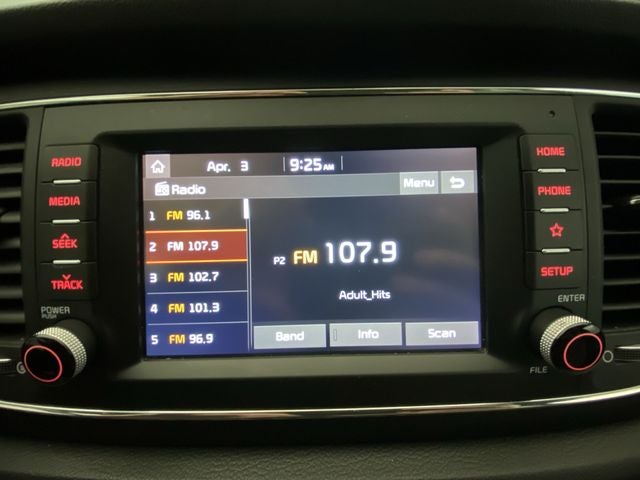 Apr. 3 9:25 AM
Radio Menu
1 FM 96.1
2 FM 107.9
3 FM 102.7
4 FM 101.3
5 FM 96.9
P2 FM 107.9
Adult_Hits
Band Info Scan
RADIO
MEDIA
SEEK
TRACK
POWER
PUSH
HOME
PHONE
SETUP
ENTER
FILE